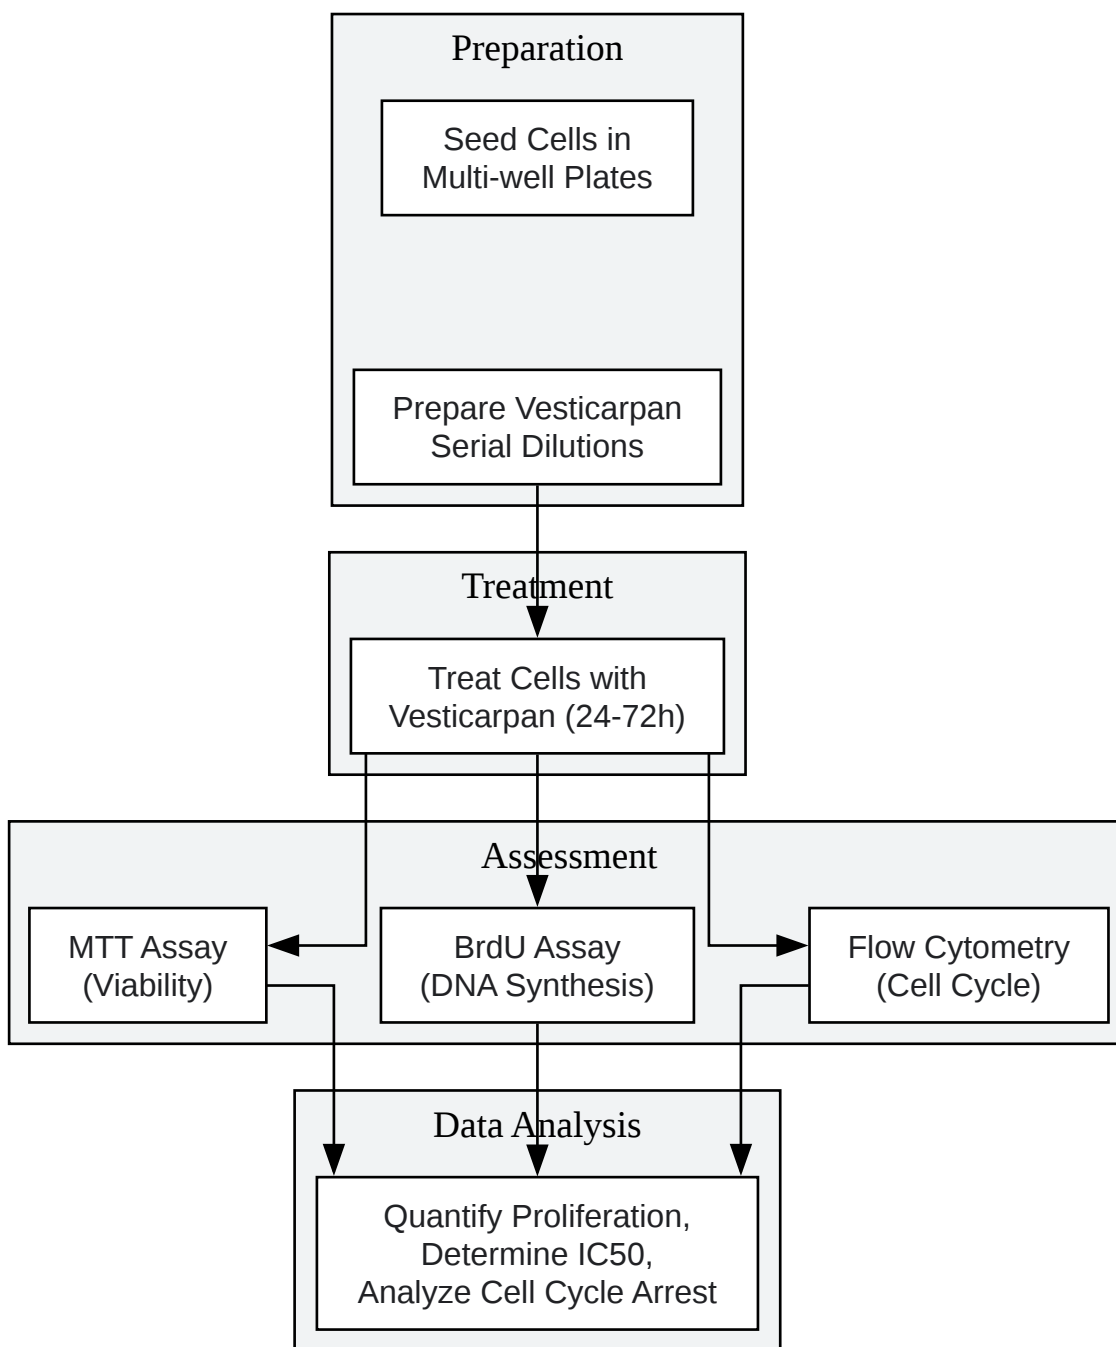 Preparation
Seed Cells in
Multi-well Plates
Prepare Vesticarpan
Serial Dilutions
Treatment
Treat Cells with
Vesticarpan (24-72h)
Assessment
MTT Assay
(Viability)
BrdU Assay
(DNA Synthesis)
Flow Cytometry
(Cell Cycle)
Data Analysis
Quantify Proliferation,
Determine IC50,
Analyze Cell Cycle Arrest